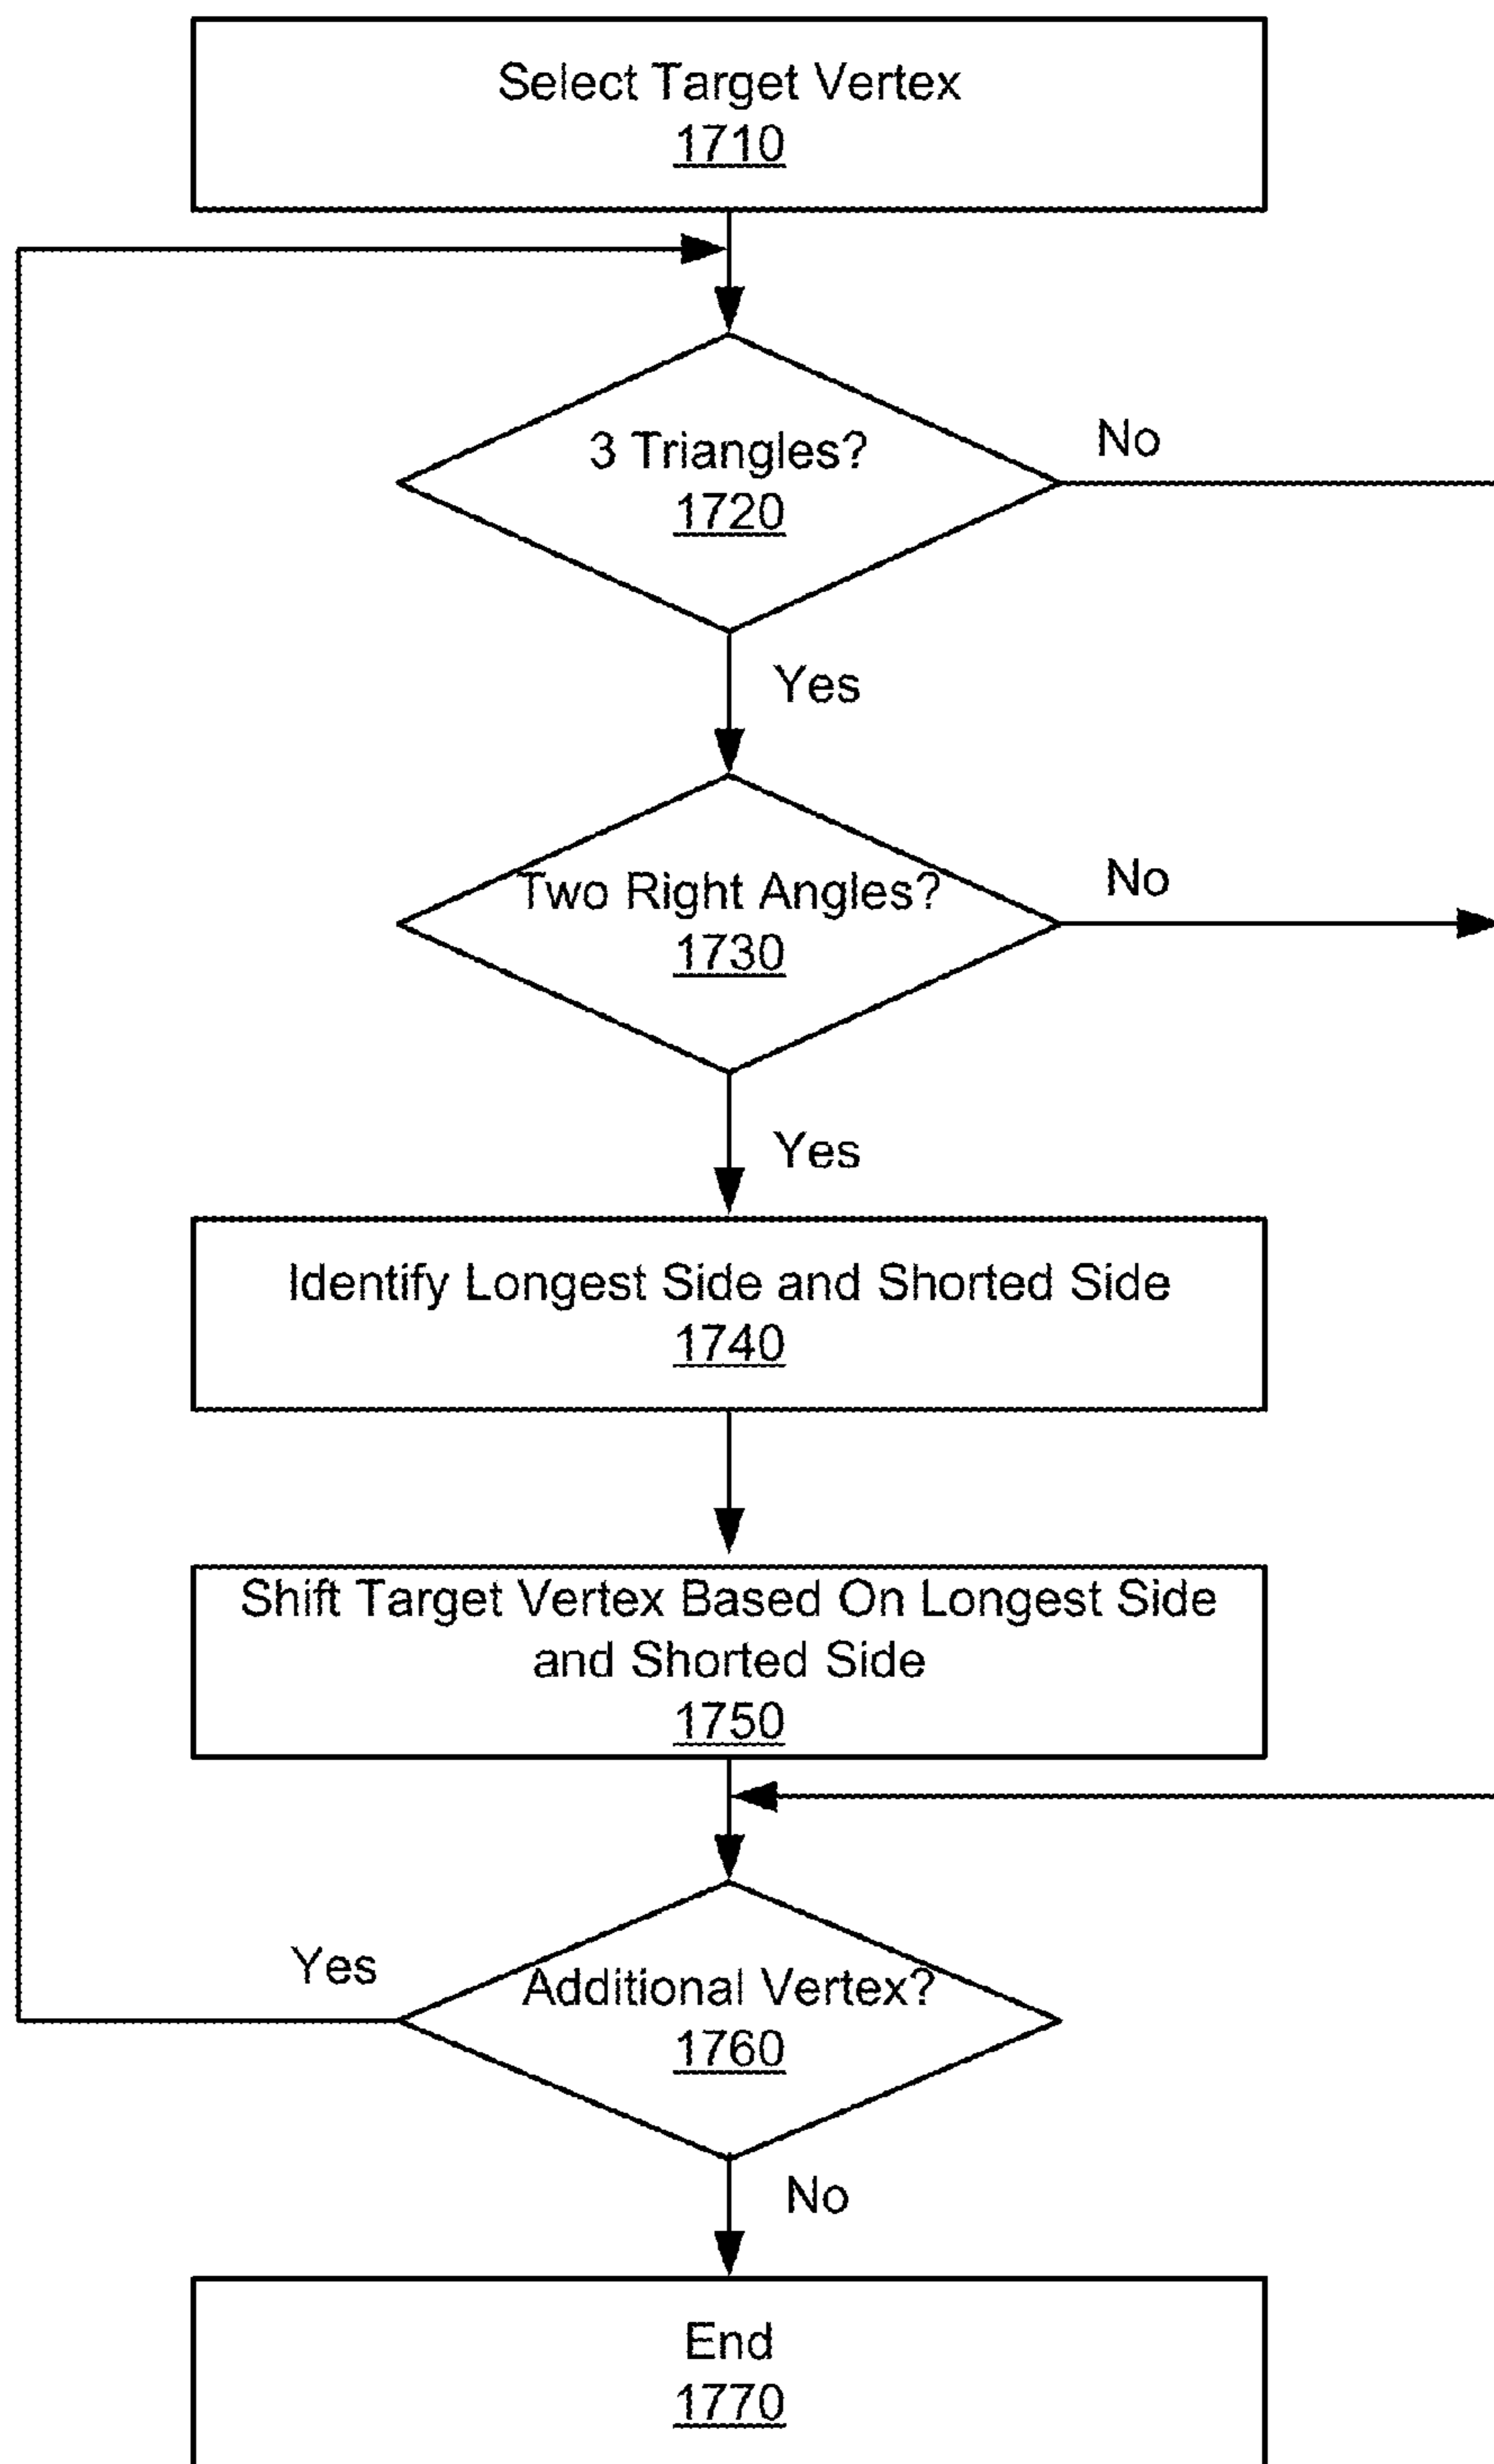 Select Target Vertex
1710
3 Triangles?
1720
No
Yes
Two Right Angles?
1730
No
Yes
Identify Longest Side and Shorted Side
1740
Shift Target Vertex Based On Longest Side
and Shorted Side
1750
Yes
Additional Vertex?
1760
No
End
1770